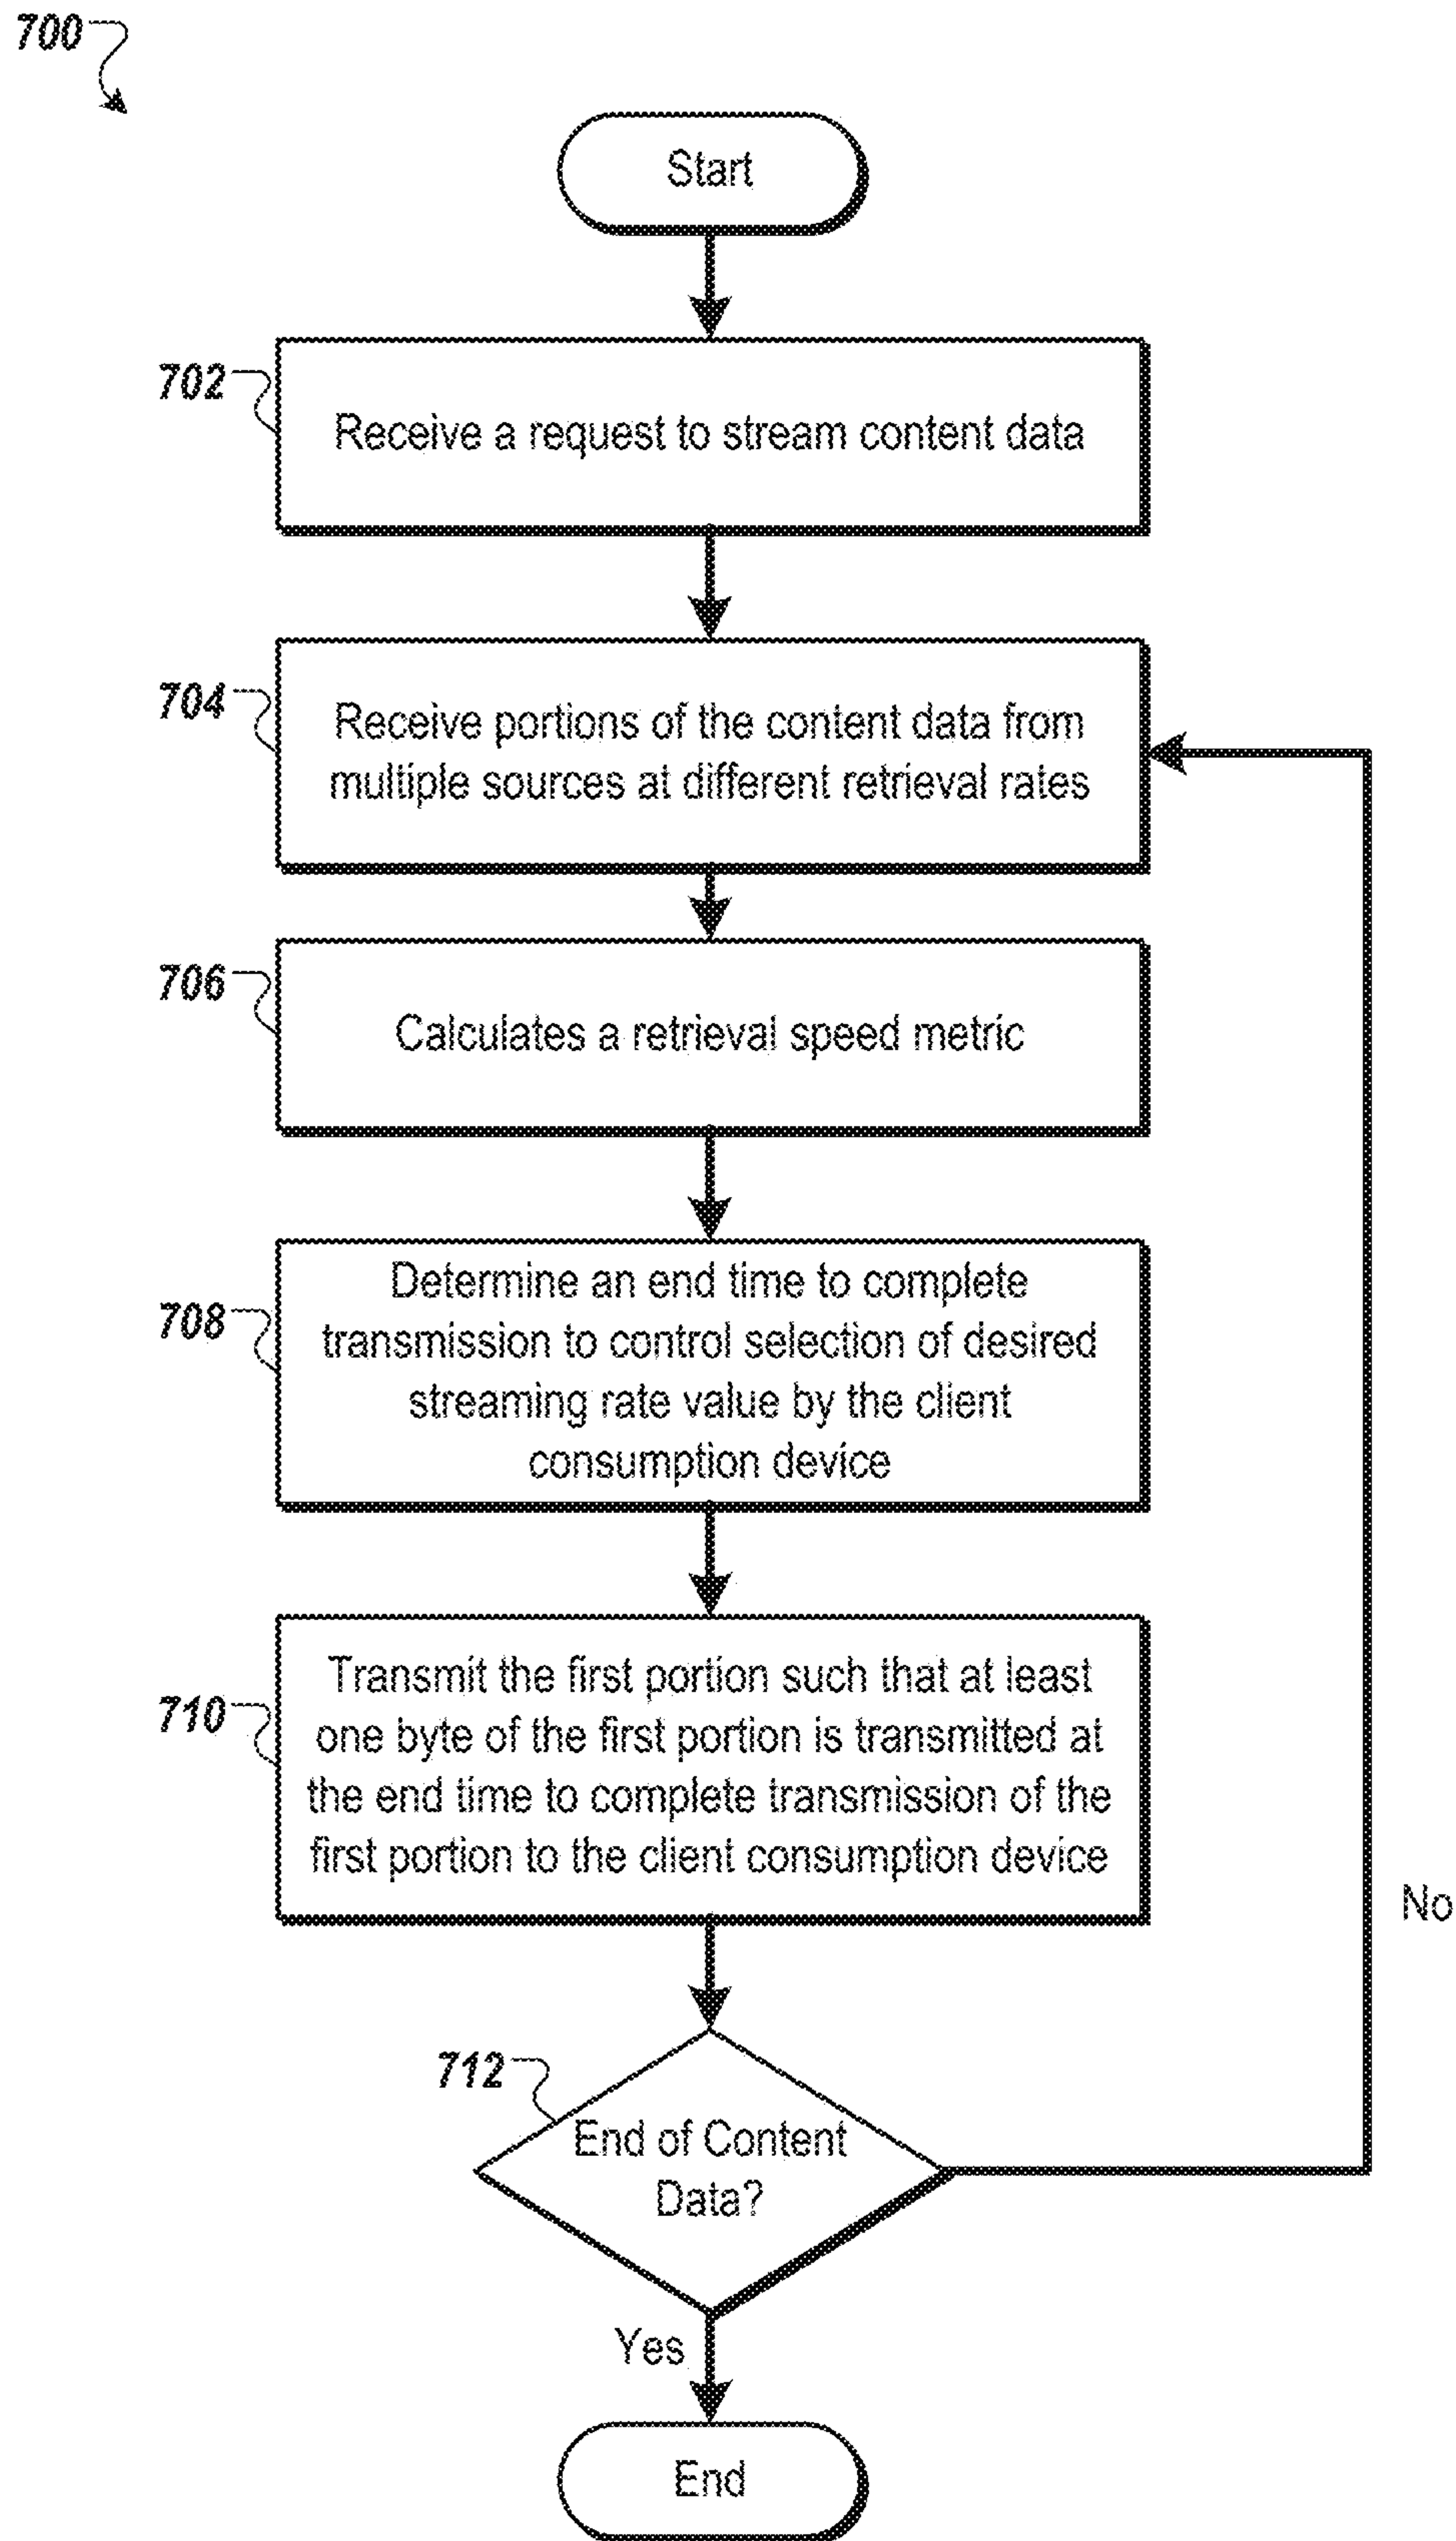 700
Start
702
Receive a request to stream content data
704
Receive portions of the content data from
multiple sources at different retrieval rates
706
Calculates a retrieval speed metric
708
Determine an end time to complete
transmission to control selection of desired
streaming rate value by the client
consumption device
710
Transmit the first portion such that at least
one byte of the first portion is transmitted at
the end time to complete transmission of the
first portion to the client consumption device
No
712
End of Content
Data?
Yes
End